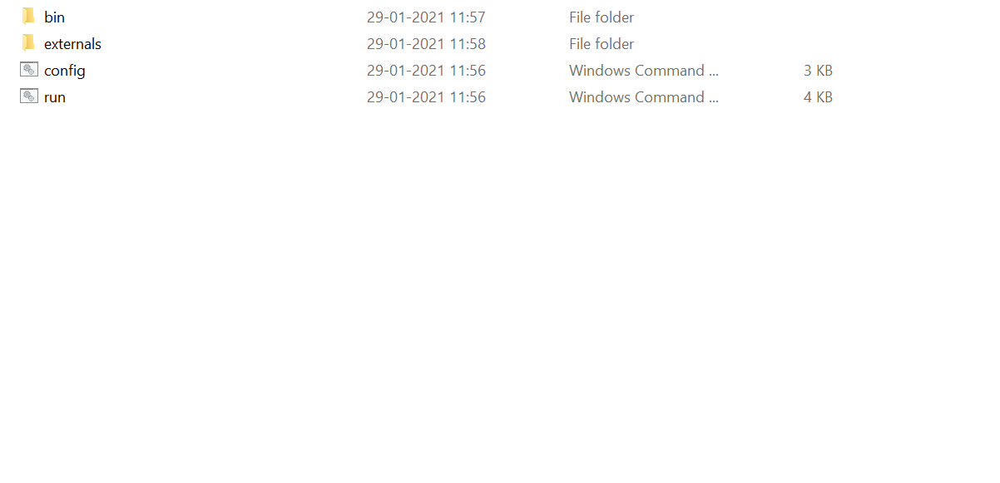 bin 29-01-2021 11:57 File folder
externals 29-01-2021 11:58 File folder
config 29-01-2021 11:56 Windows Command ... 3 KB
run 29-01-2021 11:56 Windows Command ... 4 KB